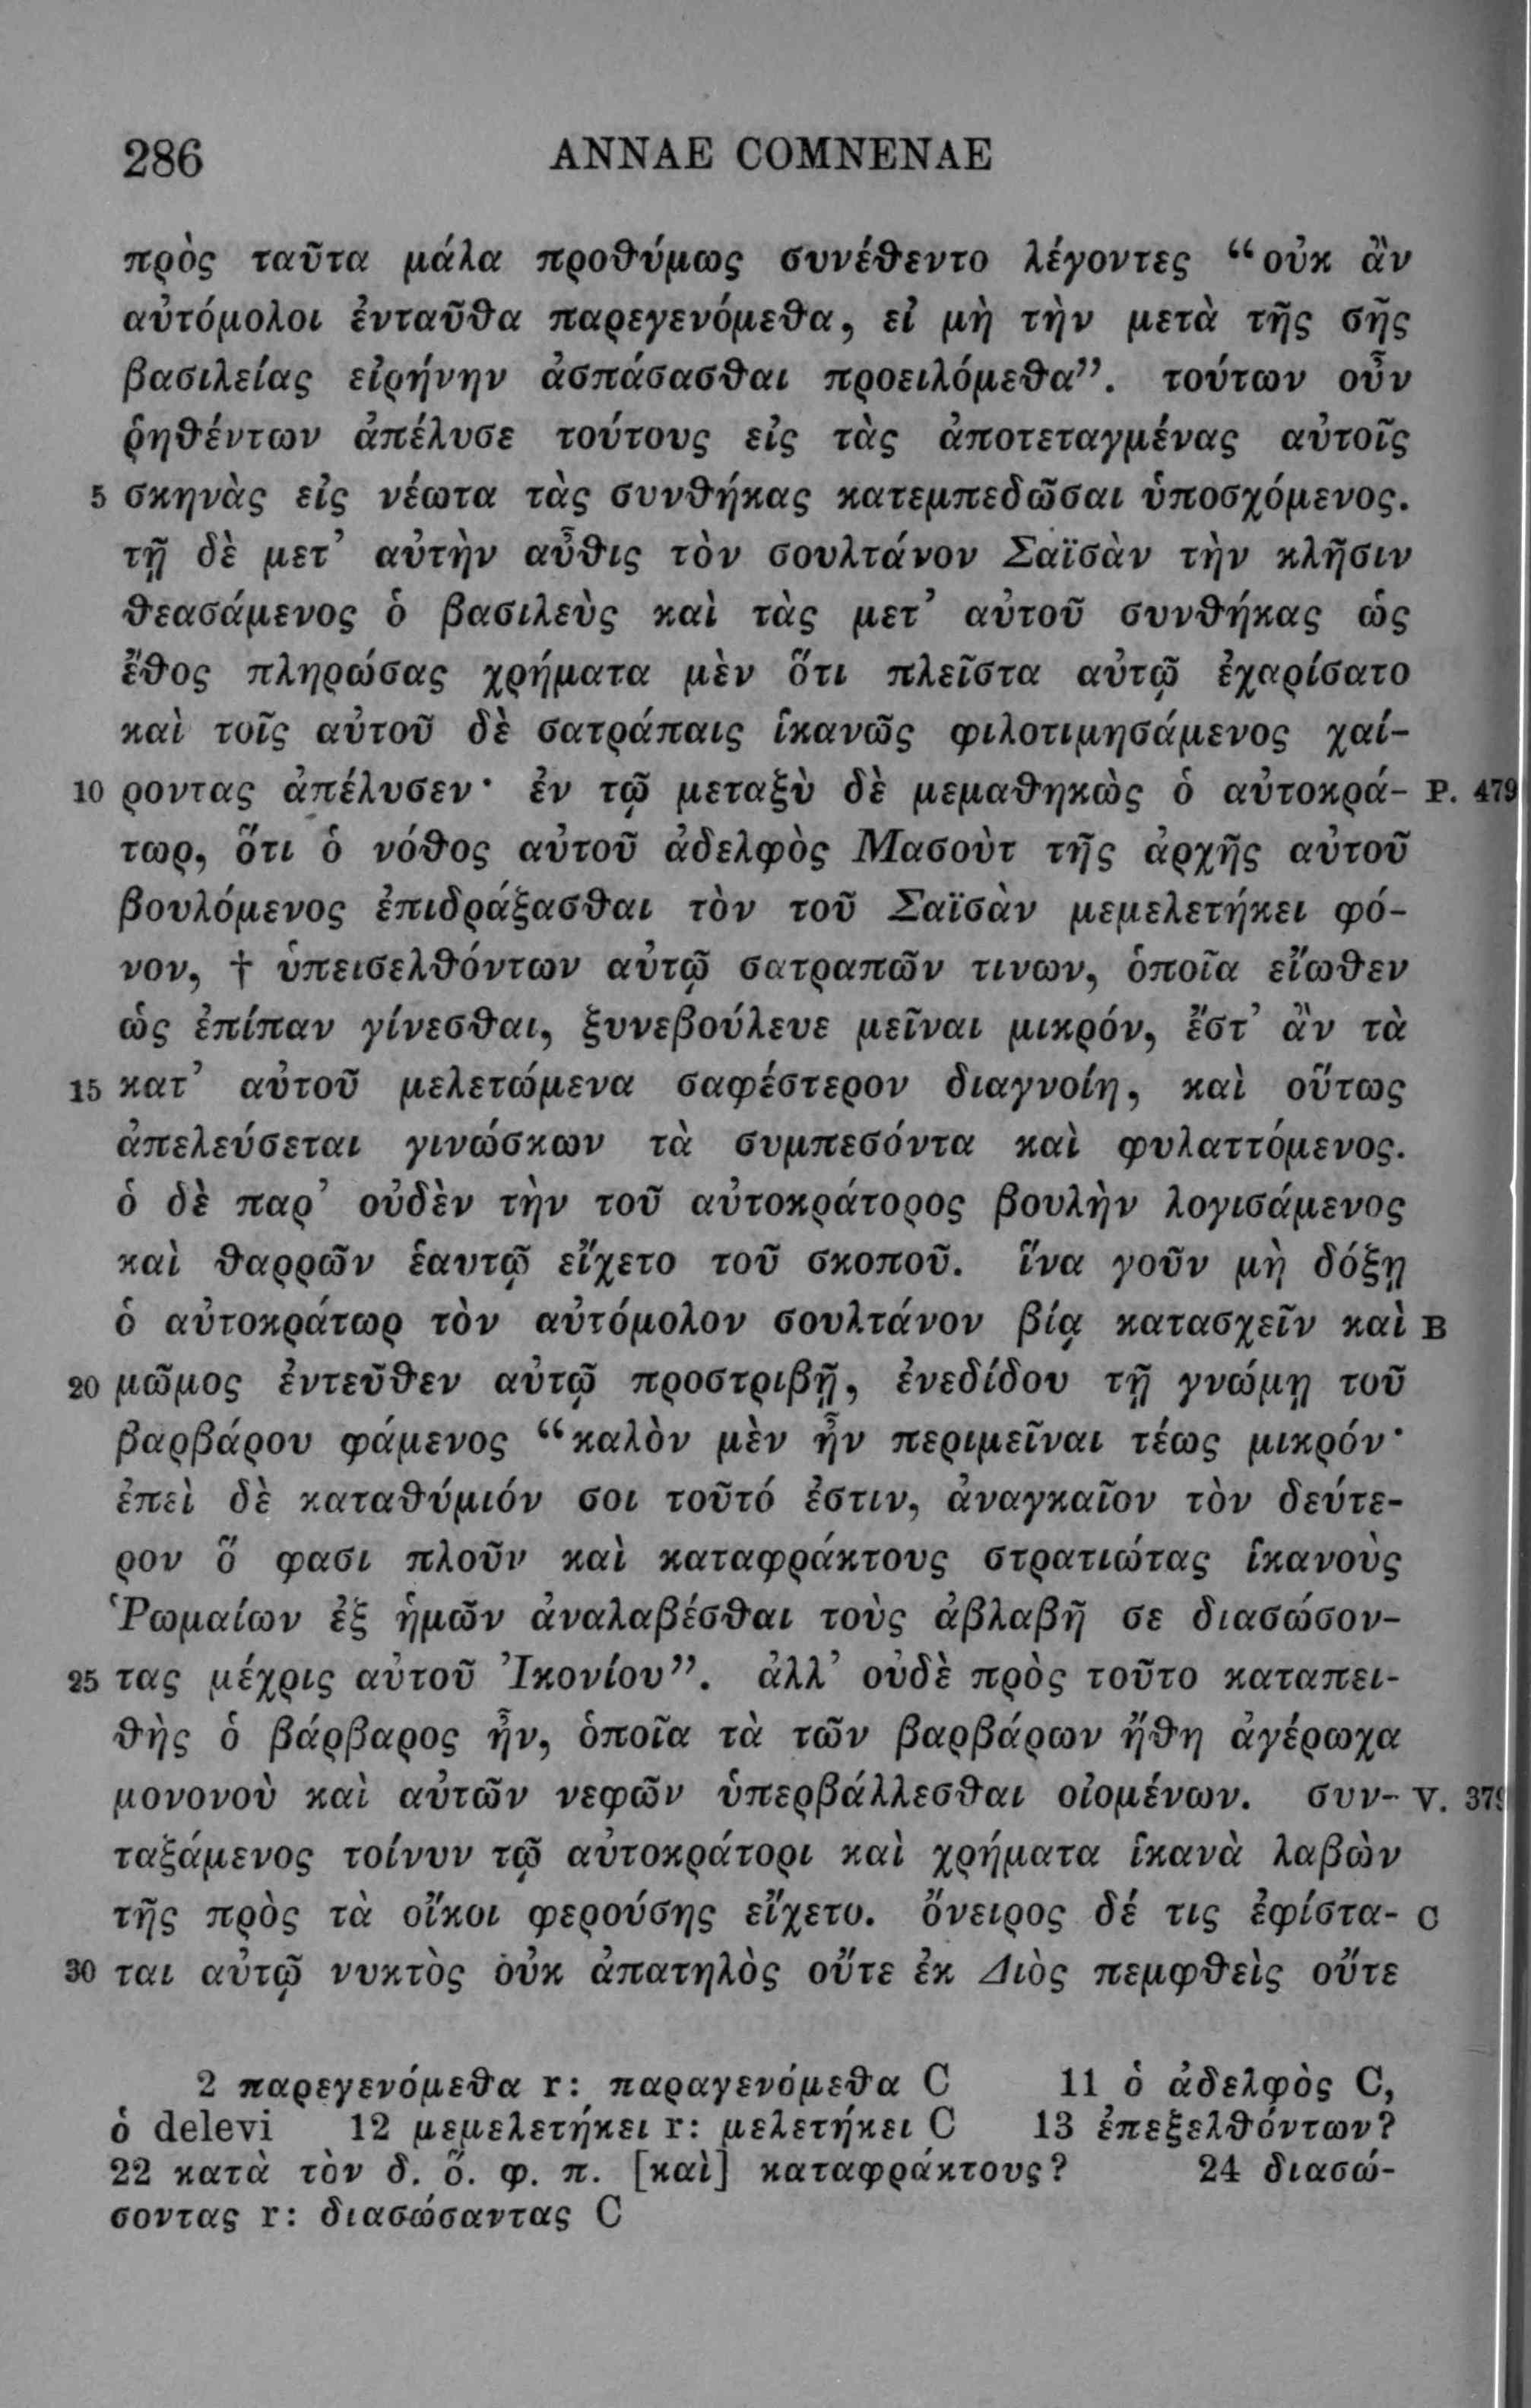 286 ANNAE COMNENAE
πρὸς ταῦτα μάλα προθύμως συνέθεντο λέγοντες “οὐκ ἂν
αὐτόμολοι ἐνταῦθα παρεγενόμεθα, εἰ μὴ τὴν μετὰ τῆς σῆς
βασιλείας εἰρήνην ἀσπάσασθαι προειλόμεθα”. τούτων οὖν
ῥηθέντων ἀπέλυσε τούτους εἰς τὰς ἀποτεταγμένας αὐτοῖς
5 σκηνὰς εἰς νέωτα τὰς συνθήκας κατεμπεδῶσαι ὑποσχόμενος.
τῇ δὲ μετ’ αὐτὴν αὖθις τὸν σουλτάνον Σαϊσὰν τὴν κλῆσιν
θεασάμενος ὁ βασιλεὺς καὶ τὰς μετ’ αὐτοῦ συνθήκας ὡς
ἔθος πληρώσας χρήματα μὲν ὅτι πλεῖστα αὐτῷ ἐχαρίσατο
καὶ τοῖς αὐτοῦ δὲ σατράπαις ἱκανῶς φιλοτιμησάμενος χαί-
10 ροντας ἀπέλυσεν· ἐν τῷ μεταξὺ δὲ μεμαθηκὼς ὁ αὐτοκρά- P. 479
τωρ, ὅτι ὁ νόθος αὐτοῦ ἀδελφὸς Μασοὺτ τῆς ἀρχῆς αὐτοῦ
βουλόμενος ἐπιδράξασθαι τὸν τοῦ Σαϊσὰν μεμελετήκει φό-
νον, † ὑπεισελθόντων αὐτῷ σατραπῶν τινων, ὁποῖα εἴωθεν
ὡς ἐπίπαν γίνεσθαι, ξυνεβούλευε μεῖναι μικρόν, ἔστ’ ἂν τὰ
15 κατ’ αὐτοῦ μελετώμενα σαφέστερον διαγνοίη, καὶ οὕτως
ἀπελεύσεται γινώσκων τὰ συμπεσόντα καὶ φυλαττόμενος.
ὁ δὲ παρ’ οὐδὲν τὴν τοῦ αὐτοκράτορος βουλὴν λογισάμενος
καὶ θαρρῶν ἑαυτῷ εἴχετο τοῦ σκοποῦ. ἵνα γοῦν μὴ δόξῃ
ὁ αὐτοκράτωρ τὸν αὐτόμολον σουλτάνον βίᾳ κατασχεῖν καὶ B
20 μῶμος ἐντεῦθεν αὐτῷ προστριβῇ, ἐνεδίδου τῇ γνώμῃ τοῦ
βαρβάρου φάμενος “καλὸν μὲν ἦν περιμεῖναι τέως μικρόν·
ἐπεὶ δὲ καταθύμιόν σοι τοῦτό ἐστιν, ἀναγκαῖον τὸν δεύτε-
ρον ὅ φασι πλοῦν καὶ καταφράκτους στρατιώτας ἱκανοὺς
Ῥωμαίων ἐξ ἡμῶν ἀναλαβέσθαι τοὺς ἀβλαβῆ σε διασώσον-
25 τας μέχρις αὐτοῦ Ἰκονίου”. ἀλλ’ οὐδὲ πρὸς τοῦτο καταπει-
θὴς ὁ βάρβαρος ἦν, ὁποῖα τὰ τῶν βαρβάρων ἤθη ἀγέρωχα
μονονοὺ καὶ αὐτῶν νεφῶν ὑπερβάλλεσθαι οἰομένων. συν- V. 379
ταξάμενος τοίνυν τῷ αὐτοκράτορι καὶ χρήματα ἱκανὰ λαβὼν
τῆς πρὸς τὰ οἴκοι φερούσης εἴχετο. ὄνειρος δέ τις ἐφίστα- C
30 ται αὐτῷ νυκτὸς οὐκ ἀπατηλὸς οὔτε ἐκ Διὸς πεμφθεὶς οὔτε
2 παρεγενόμεθα r: παραγενόμεθα C 11 ὁ ἀδελφὸς C,
ὁ delevi 12 μεμελετήκει r: μελετήκει C 13 ἐπεξελθόντων?
22 κατὰ τὸν δ. ὅ. φ. π. [καὶ] καταφράκτους? 24 διασώ-
σοντας r: διασώσαντας C